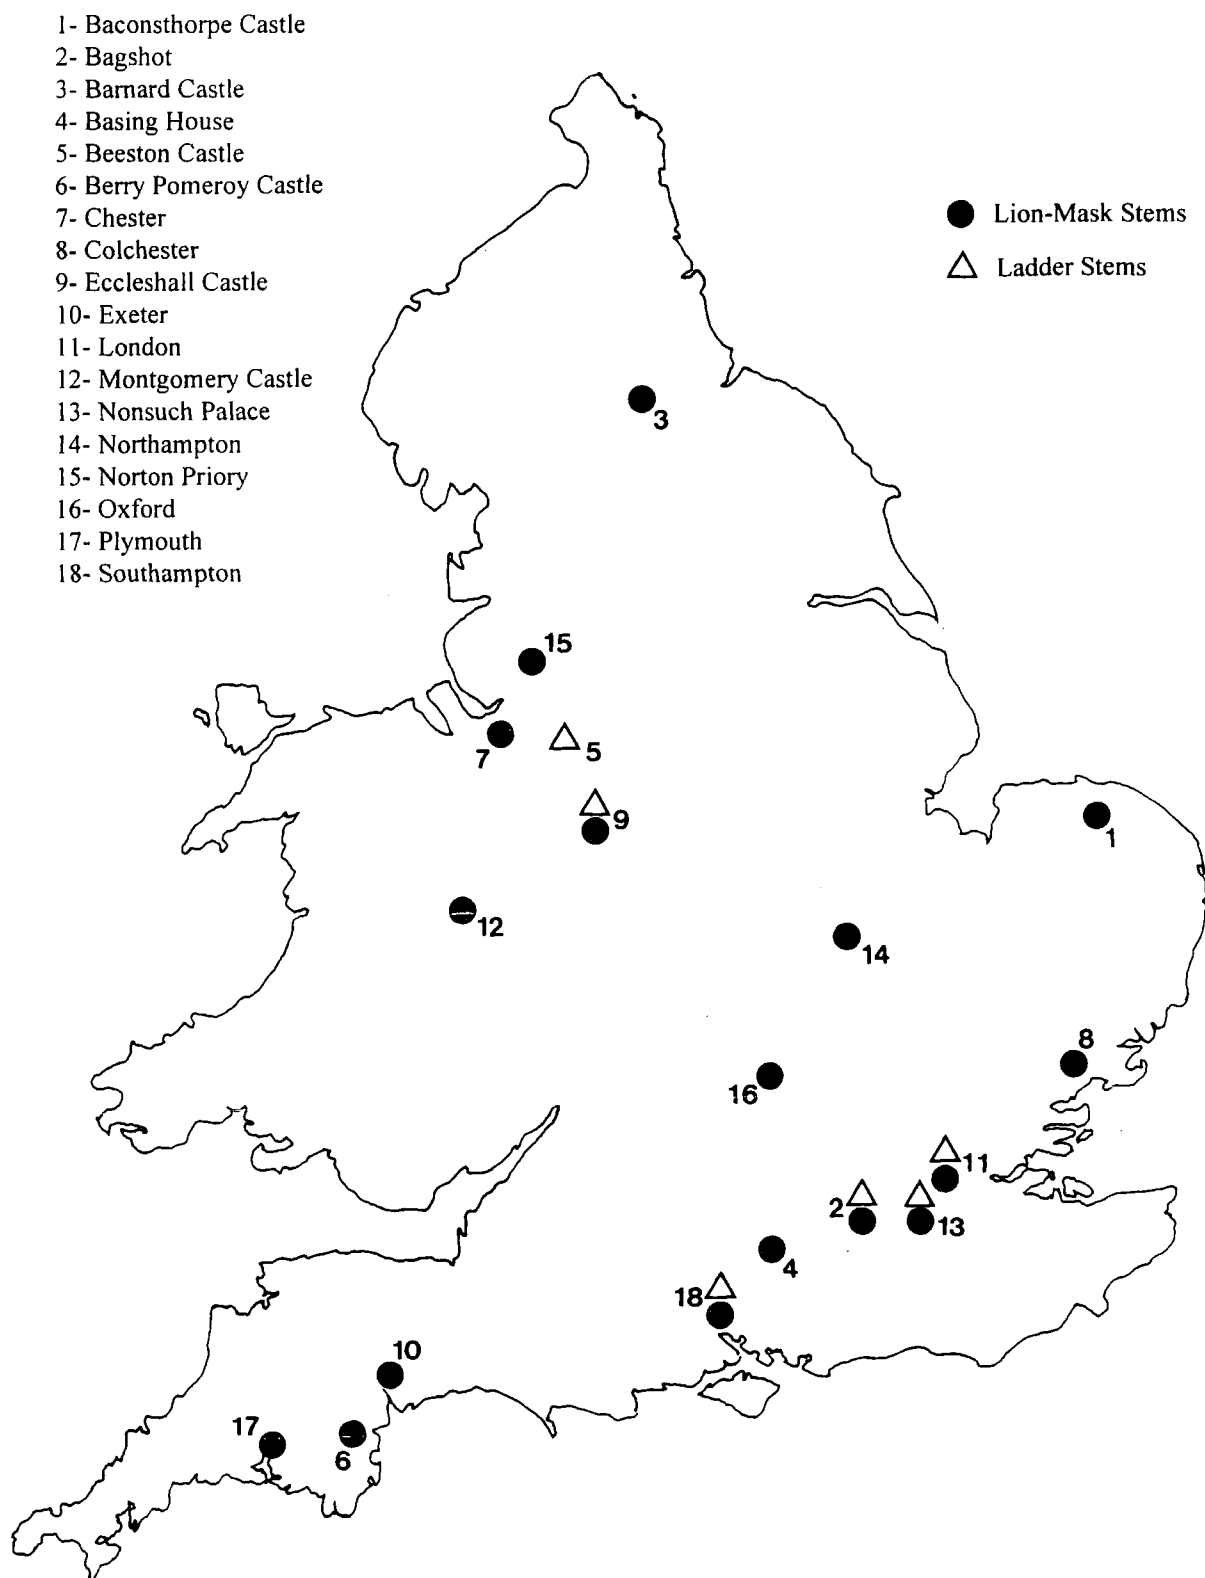 1- Baconsthorpe Castle
2- Bagshot
3- Barnard Castle
4- Basing House
5- Beeston Castle
6- Berry Pomeroy Castle
7- Chester
8- Colchester
9- Eccleshall Castle
10- Exeter
11- London
12- Montgomery Castle
13- Nonsuch Palace
14- Northampton
15- Norton Priory
16- Oxford
17- Plymouth
18- Southampton
Lion-Mask Stems
Ladder Stems
3
15
7
5
9
1
12
14
8
16
11
2
13
4
18
10
17
6